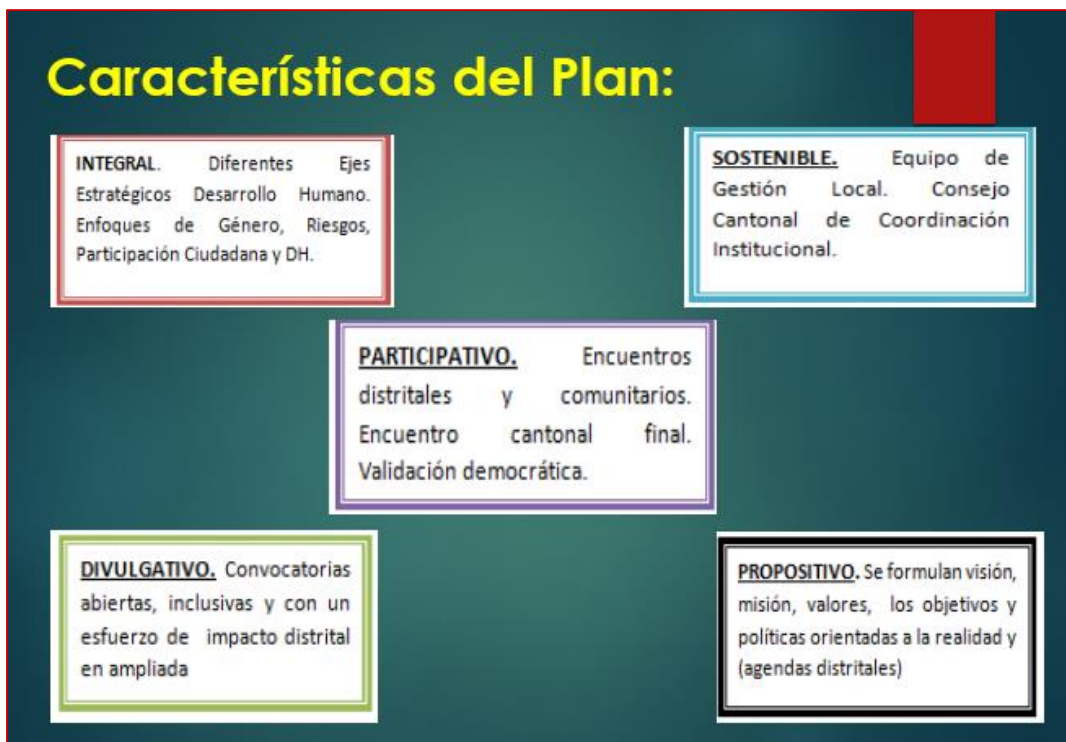 Características del Plan:
INTEGRAL. Diferentes Ejes
Estratégicos Desarrollo Humano.
Enfoques de Género, Riesgos,
Participación Ciudadana y DH.
SOSTENIBLE. Equipo de
Gestión Local. Consejo
Cantonal de Coordinación
Institucional.
PARTICIPATIVO. Encuentros
distritales y comunitarios.
Encuentro cantonal final.
Validación democrática.
DIVULGATIVO. Convocatorias
abiertas, inclusivas y con un
esfuerzo de impacto distrital
en ampliada
PROPOSITIVO. Se formulan visión,
misión, valores, los objetivos y
políticas orientadas a la realidad y
(agendas distritales)